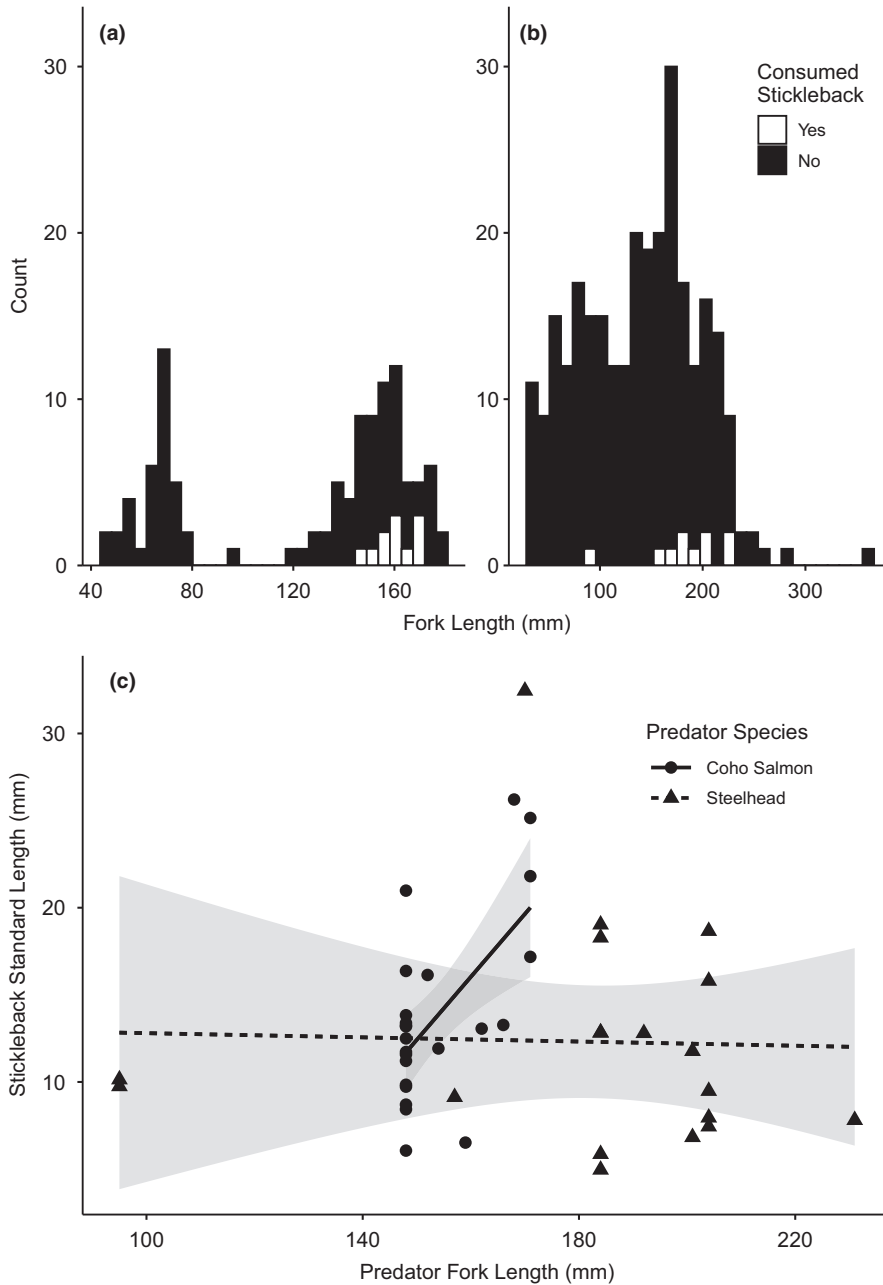 (a)
(b)
30
20
10
0
Count
Consumed
Stickleback
Yes
No
40
80
120
160
100
200
300
Fork Length (mm)
(c)
30
20
10
Stickleback Standard Length (mm)
Predator Species
Coho Salmon
Steelhead
100
140
180
220
Predator Fork Length (mm)